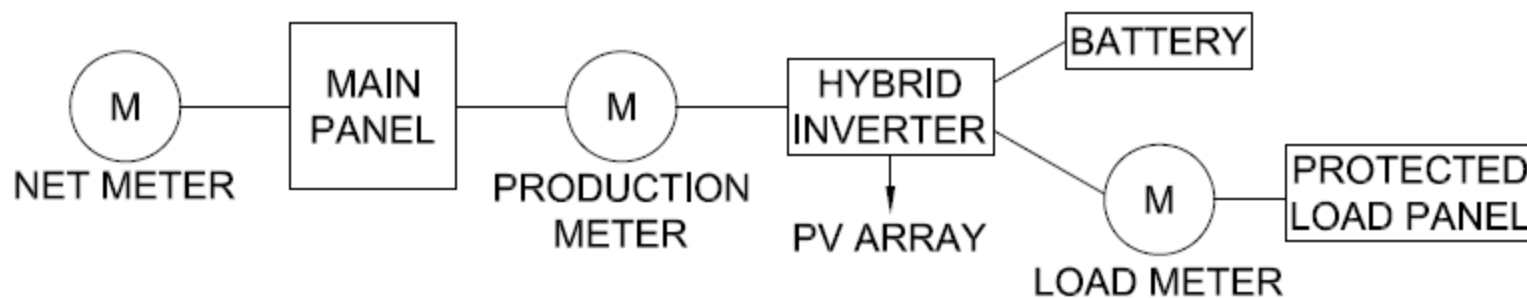 M
NET METER
MAIN
PANEL
M
PRODUCTION
METER
HYBRID
INVERTER
PV ARRAY
BATTERY
M
LOAD METER
PROTECTED
LOAD PANEL